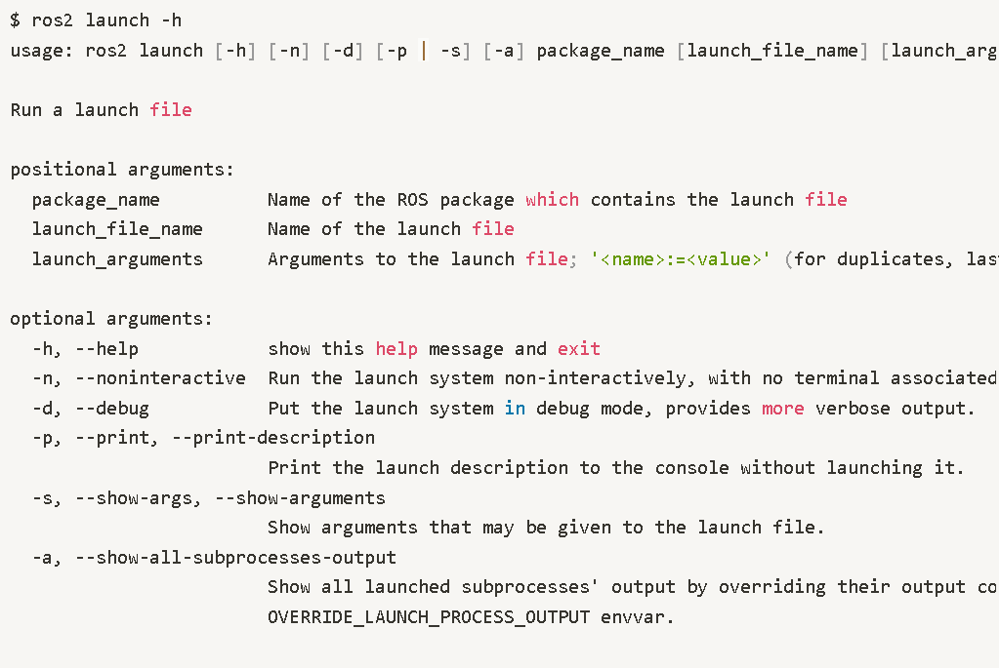 $ ros2 launch -h
usage: ros2 launch [-h] [-n] [-d] [-p | -s] [-a] package_name [launch_file_name] [launch_arg
Run a launch file
positional arguments:
package_name Name of the ROS package which contains the launch file
launch_file_name Name of the launch file
launch_arguments Arguments to the launch file; '<name>:=<value>' (for duplicates, las
optional arguments:
-h, --help show this help message and exit
-n, --noninteractive Run the launch system non-interactively, with no terminal associated
-d, --debug Put the launch system in debug mode, provides more verbose output.
-p, --print, --print-description
Print the launch description to the console without launching it.
-s, --show-args, --show-arguments
Show arguments that may be given to the launch file.
-a, --show-all-subprocesses-output
Show all launched subprocesses' output by overriding their output co
OVERRIDE_LAUNCH_PROCESS_OUTPUT envvar.